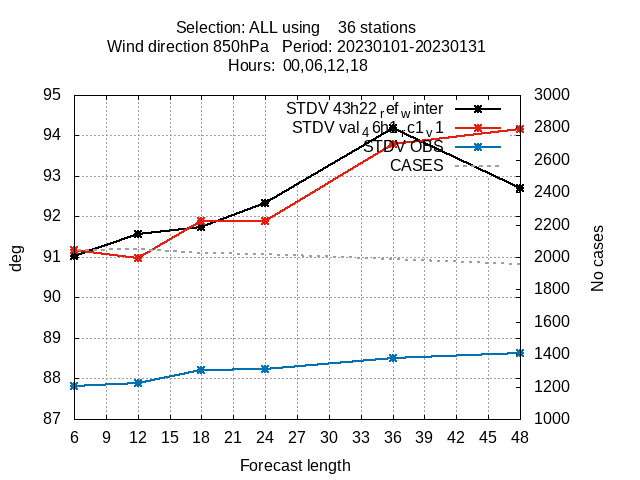 Selection: ALL using 36 stations
Wind direction 850hPa Period: 20230101-20230131
Hours: 00,06,12,18
95 3000
STDV 43h22refwinter
STDV val46h1rc1v1
94 2800
STDV OBS
2600
CASES
93 2400
92 2200
91 2000
deg
No cases
90 1800
1600
89
1400
88 1200
87 1000
6 9 12 15 18 21 24 27 30 33 36 39 42 45 48
Forecast length